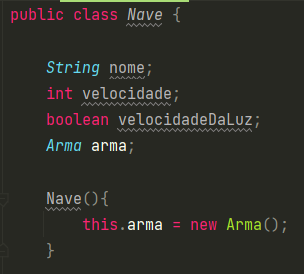 public class Nave {
String nome;
int velocidade;
boolean velocidadeDaLuz;
Arma arma;
Nave(){
this.arma = new Arma();
}